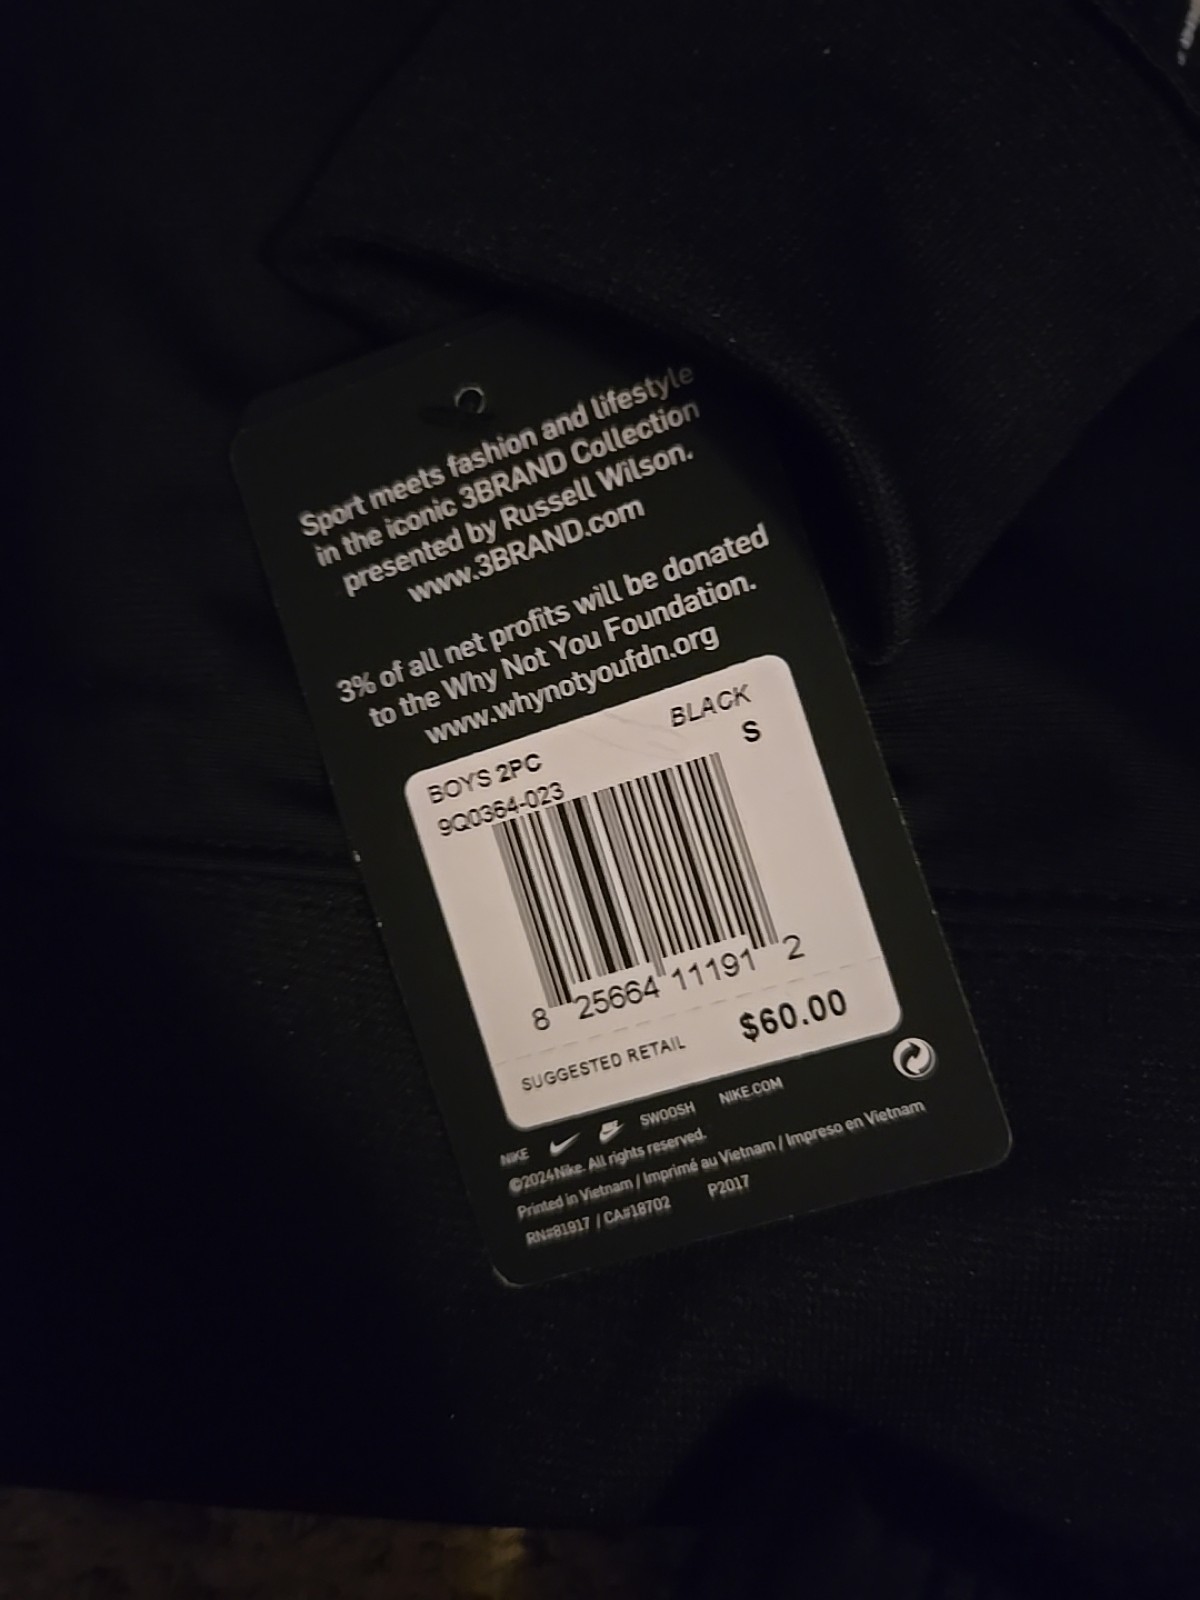 Sport meets fashion and lifestyle
in the iconic 3BRAND Collection
presented by Russell Wilson.
www.3BRAND.com
3% of all net profits will be donated
to the Why Not You Foundation.
www.whynotyoufdn.org
BOYS 2PC BLACK
9Q0364-023 S
8 25664 11191 2
SUGGESTED RETAIL $60.00
NIKE SWOOSH NIKE.COM
©2024 Nike. All rights reserved.
Printed in Vietnam / Imprimé au Vietnam / Impreso en Vietnam
RN#81917 / CA#18702 P2017